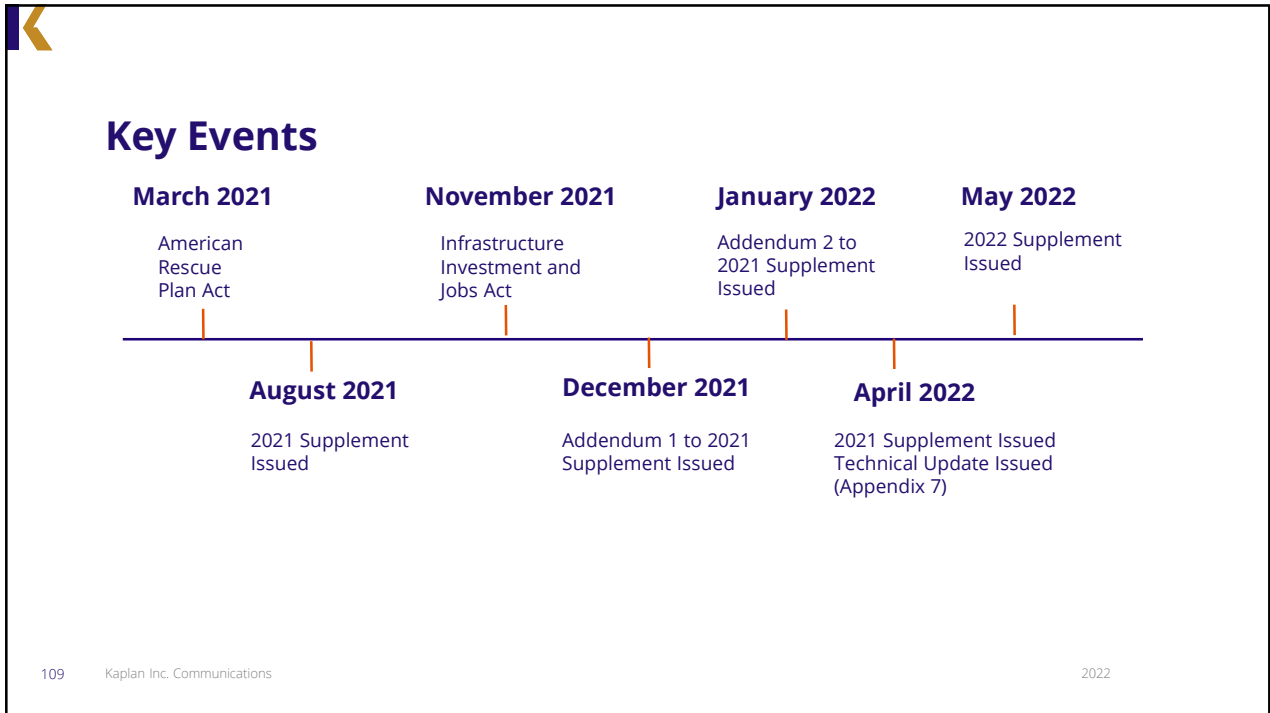 Key Events
March 2021
American
Rescue
Plan Act
November 2021
Infrastructure
Investment and
Jobs Act
January 2022
Addendum 2 to
2021 Supplement
Issued
May 2022
2022 Supplement
Issued
August 2021
2021 Supplement
Issued
December 2021
Addendum 1 to 2021
Supplement Issued
April 2022
2021 Supplement Issued
Technical Update Issued
(Appendix 7)
109
Kaplan Inc. Communications
2022